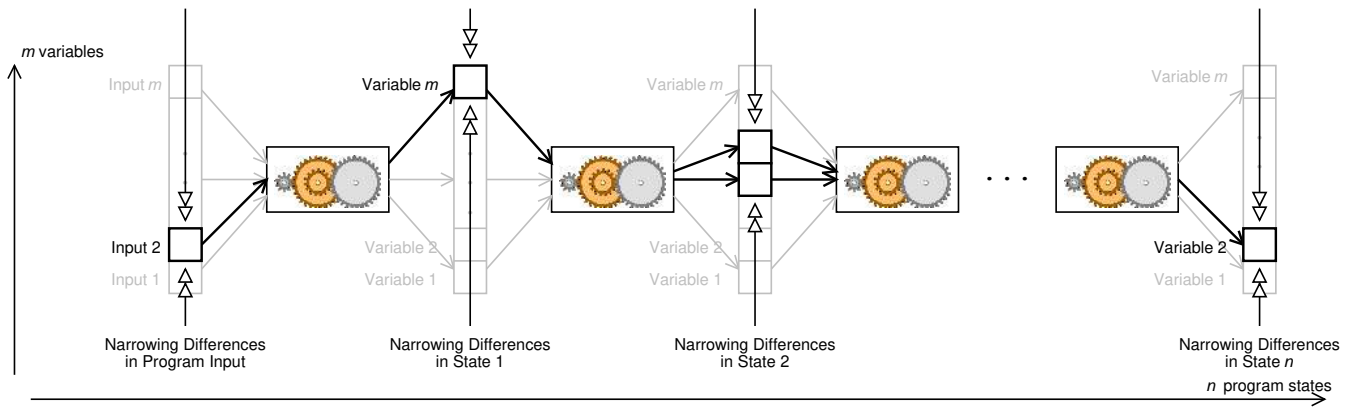 m variables
Input m
Variable m
Variable m
Variable m
. . .
Input 2
Variable 2
Variable 2
Variable 2
Input 1
Variable 1
Variable 1
Variable 1
Narrowing Differences
in Program Input
Narrowing Differences
in State 1
Narrowing Differences
in State 2
Narrowing Differences
in State n
n program states